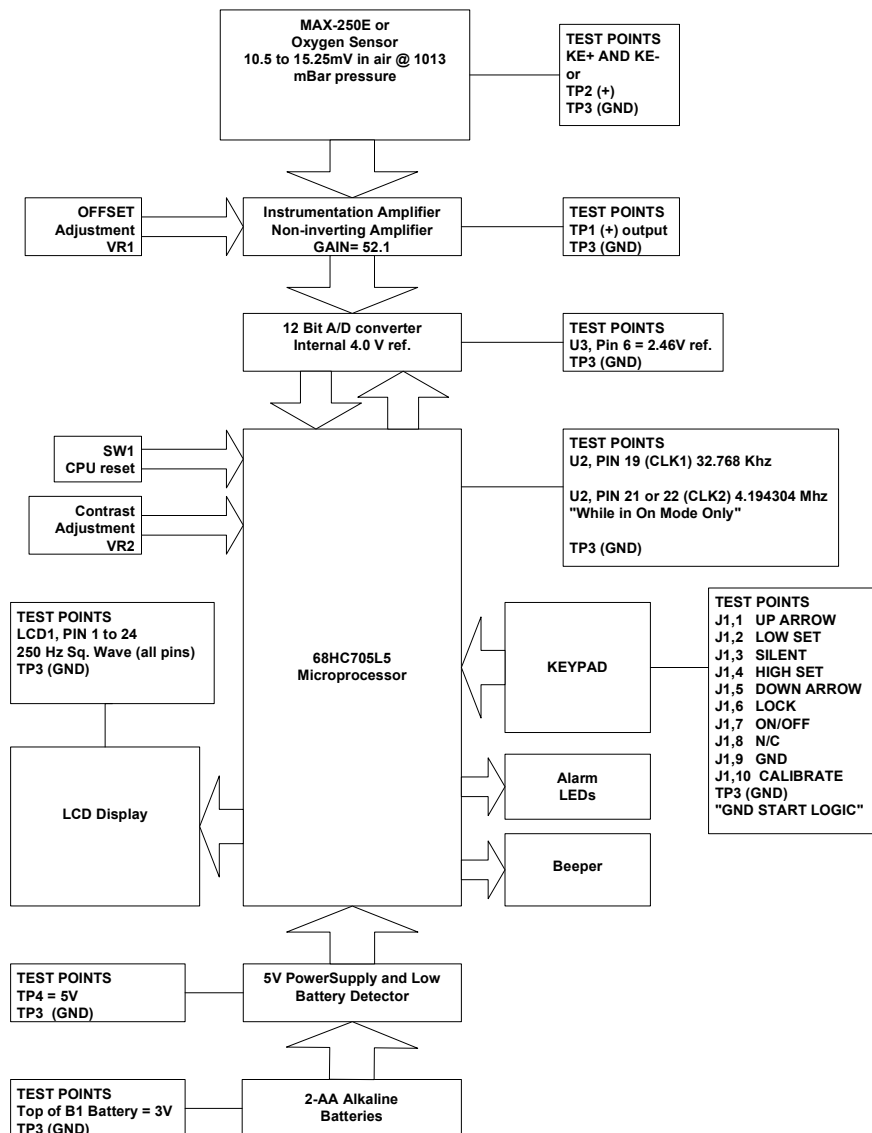 MAX-250E or
Oxygen Sensor
10.5 to 15.25mV in air @ 1013
mBar pressure
TEST POINTS
KE+ AND KE-
or
TP2 (+)
TP3 (GND)
OFFSET
Adjustment
VR1
Instrumentation Amplifier
Non-inverting Amplifier
GAIN= 52.1
TEST POINTS
TP1 (+) output
TP3 (GND)
12 Bit A/D converter
Internal 4.0 V ref.
TEST POINTS
U3, Pin 6 = 2.46V ref.
TP3 (GND)
SW1
CPU reset
Contrast
Adjustment
VR2
TEST POINTS
U2, PIN 19 (CLK1) 32.768 Khz
U2, PIN 21 or 22 (CLK2) 4.194304 Mhz
"While in On Mode Only"
TP3 (GND)
TEST POINTS
LCD1, PIN 1 to 24
250 Hz Sq. Wave (all pins)
TP3 (GND)
68HC705L5
Microprocessor
KEYPAD
TEST POINTS
J1,1 UP ARROW
J1,2 LOW SET
J1,3 SILENT
J1,4 HIGH SET
J1,5 DOWN ARROW
J1,6 LOCK
J1,7 ON/OFF
J1,8 N/C
J1,9 GND
J1,10 CALIBRATE
TP3 (GND)
"GND START LOGIC"
LCD Display
Alarm
LEDs
Beeper
TEST POINTS
TP4 = 5V
TP3 (GND)
5V PowerSupply and Low
Battery Detector
TEST POINTS
Top of B1 Battery = 3V
TP3 (GND)
2-AA Alkaline
Batteries